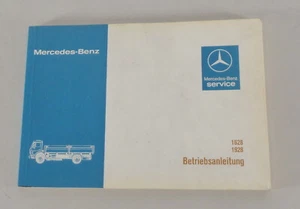 Mercedes-Benz
Mercedes-Benz
service
1628
1928
Betriebsanleitung